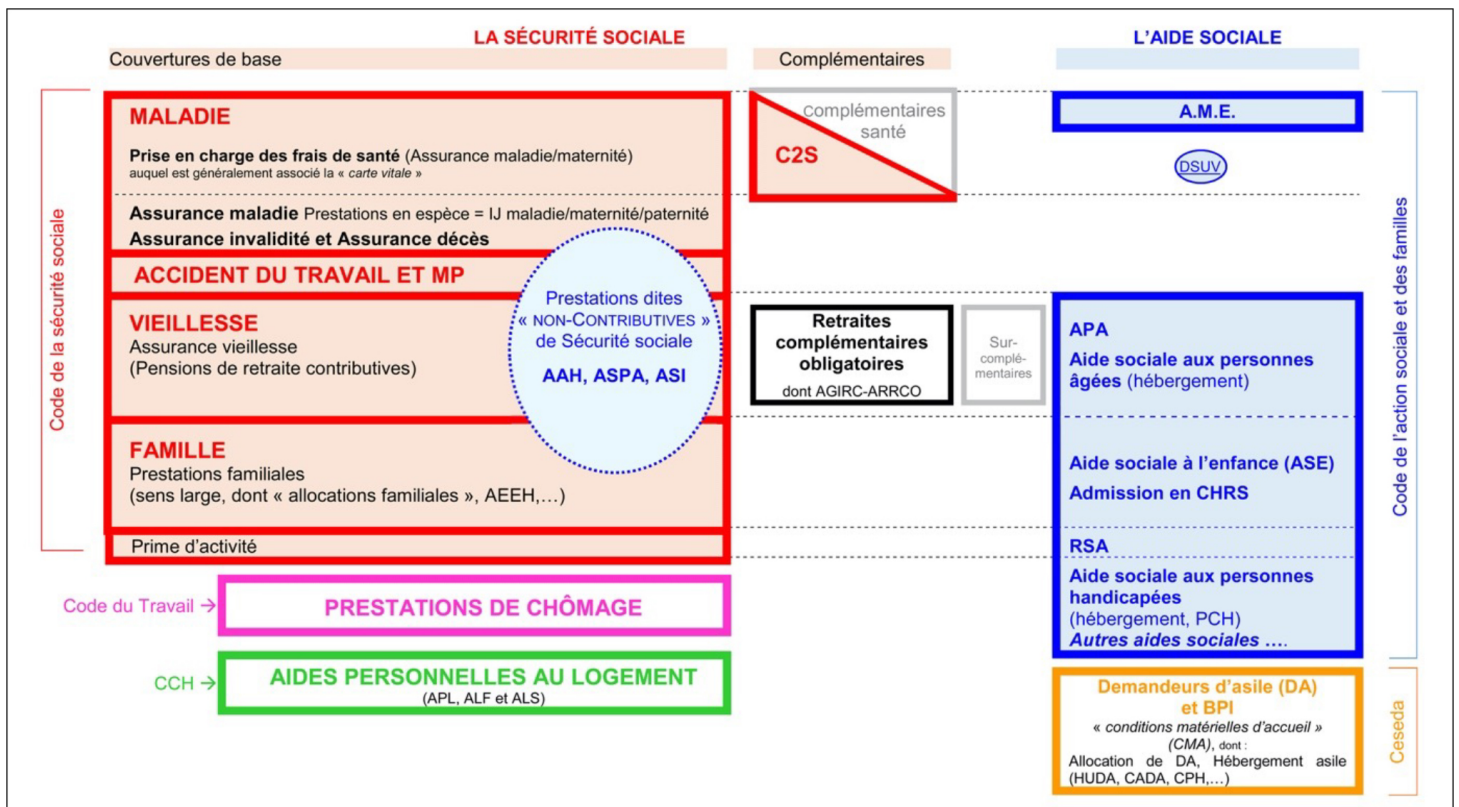 LA SÉCURITÉ SOCIALE
L'AIDE SOCIALE
Couvertures de base
Complémentaires
Code de la sécurité sociale
MALADIE
Prise en charge des frais de santé (Assurance maladie/maternité)
auquel est généralement associé la « carte vitale »
Assurance maladie Prestations en espèce = IJ maladie/maternité/paternité
Assurance invalidité et Assurance décès
ACCIDENT DU TRAVAIL ET MP
VIEILLESSE
Assurance vieillesse
(Pensions de retraite contributives)
Prestations dites
« NON-CONTRIBUTIVES »
de Sécurité sociale
AAH, ASPA, ASI
FAMILLE
Prestations familiales
(sens large, dont « allocations familiales », AEEH,…)
Prime d'activité
Code du Travail →
PRESTATIONS DE CHÔMAGE
CCH →
AIDES PERSONNELLES AU LOGEMENT
(APL, ALF et ALS)
Complémentaires
santé
C2S
Retraites
complémentaires
obligatoires
dont AGIRC-ARRCO
Sur-
complé-
mentaires
A.M.E.
DSUV
APA
Aide sociale aux personnes
âgées (hébergement)
Aide sociale à l'enfance (ASE)
Admission en CHRS
RSA
Aide sociale aux personnes
handicapées
(hébergement, PCH)
Autres aides sociales ….
Code de l'action sociale et des familles
Demandeurs d'asile (DA)
et BPI
« conditions matérielles d'accueil »
(CMA), dont :
Allocation de DA, Hébergement asile
(HUDA, CADA, CPH,…)
Ceseda